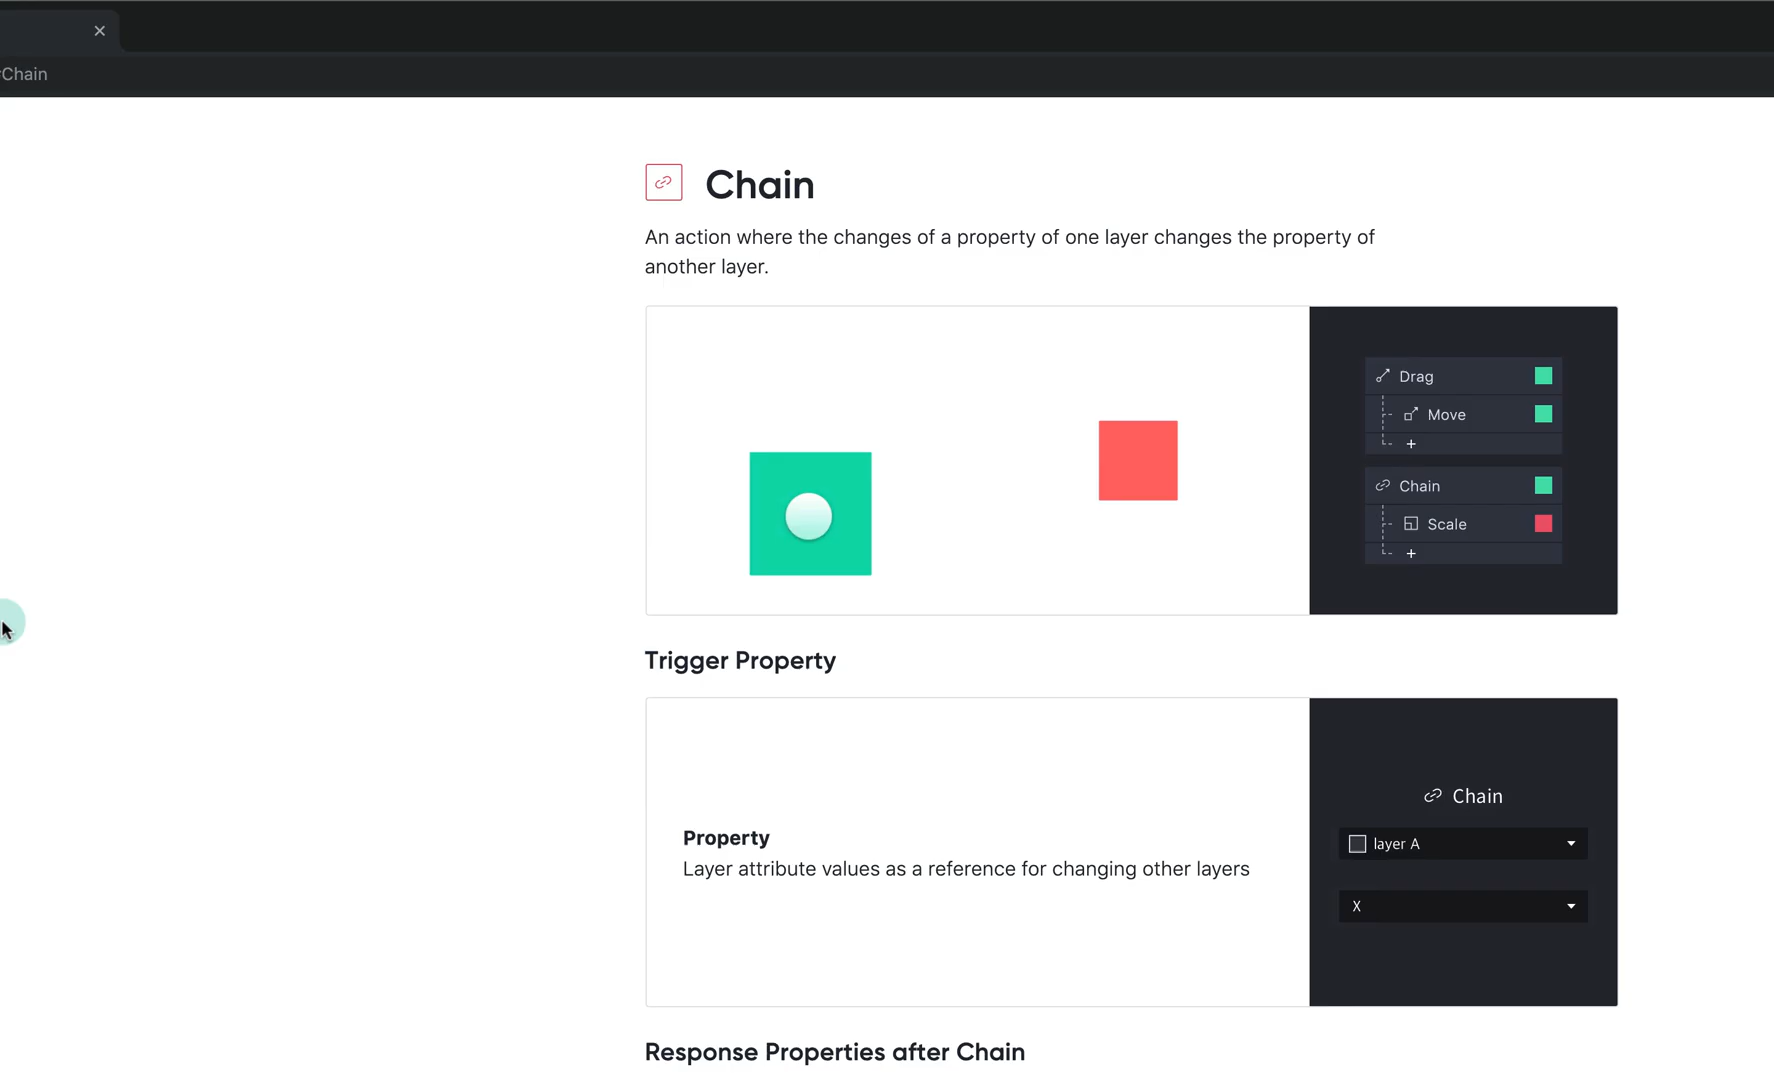 Chain
Chain
An action where the changes of a property of one layer changes the property of
another layer.
Drag
Move
+
Chain
Scale
+
Trigger Property
Property
Layer attribute values as a reference for changing other layers
Chain
layer A
X
Response Properties after Chain